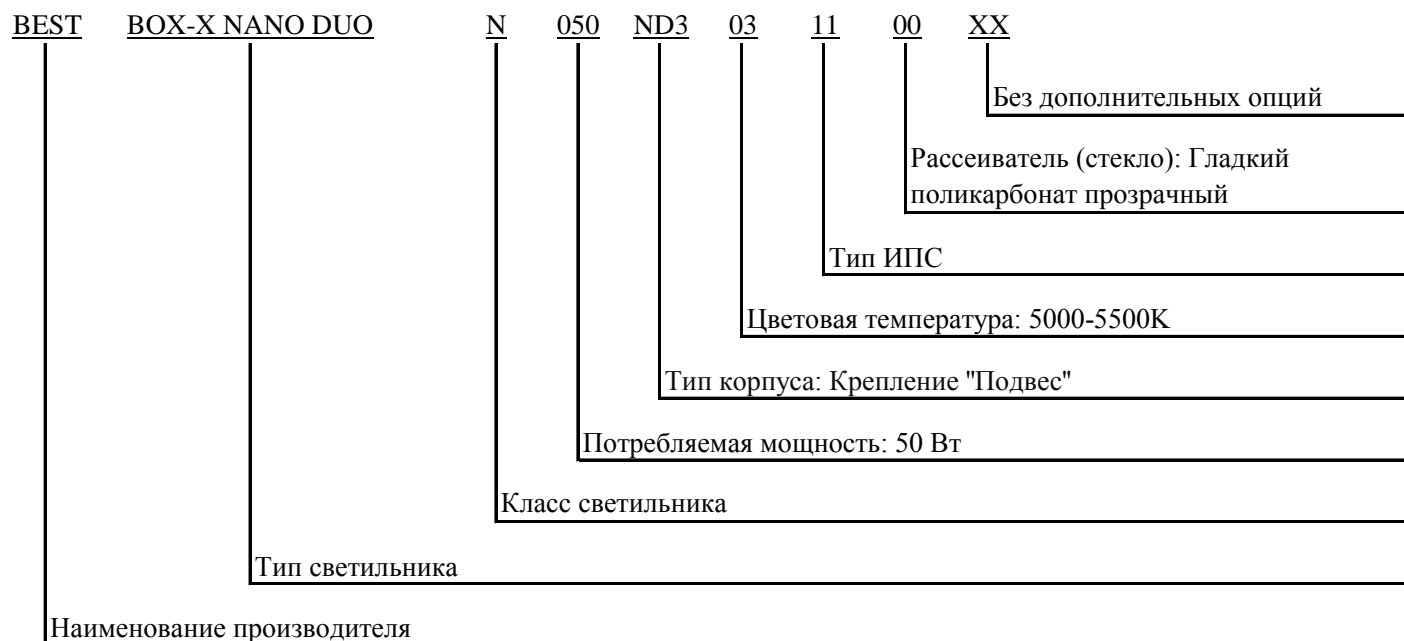 BEST BOX-X NANO DUO N 050 ND3 03 11 00 XX
Без дополнительных опций
Рассеиватель (стекло): Гладкий
поликарбонат прозрачный
Тип ИПС
Цветовая температура: 5000-5500K
Тип корпуса: Крепление "Подвес"
Потребляемая мощность: 50 Вт
Класс светильника
Тип светильника
Наименование производителя